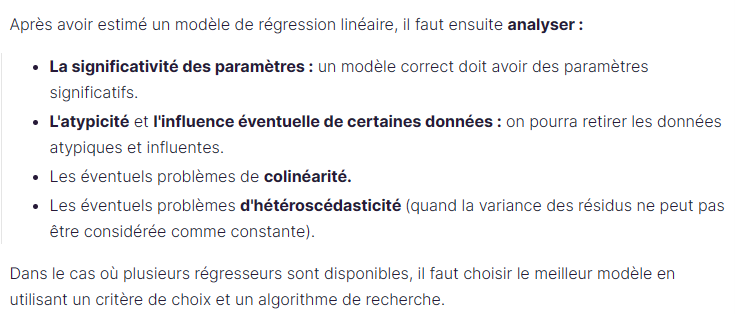 Après avoir estimé un modèle de régression linéaire, il faut ensuite analyser :
• La significativité des paramètres : un modèle correct doit avoir des paramètres
significatifs.
• L'atypicité et l'influence éventuelle de certaines données : on pourra retirer les données
atypiques et influentes.
• Les éventuels problèmes de colinéarité.
• Les éventuels problèmes d'hétéroscédasticité (quand la variance des résidus ne peut pas
être considérée comme constante).
Dans le cas où plusieurs régresseurs sont disponibles, il faut choisir le meilleur modèle en
utilisant un critère de choix et un algorithme de recherche.